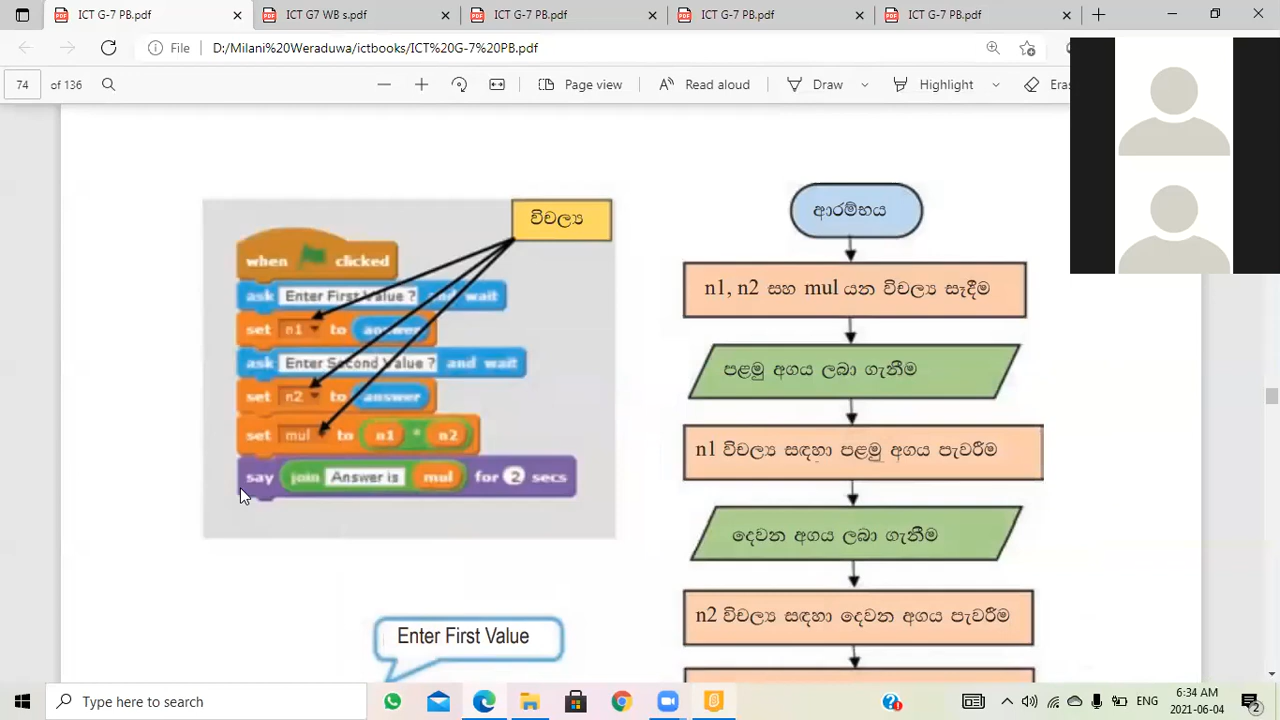 ICT G-7 PB.pdf
ICT G7 WB s.pdf
ICT G-7 PB.pdf
ICT G-7 PB.pdf
ICT G-7 PB.pdf
File
D:/Milani%20Weraduwa/ictbooks/ICT%20G-7%20PB.pdf
74 of 136
Page view
Read aloud
Draw
Highlight
විචල්‍ය
when clicked
ask Enter First Value ? and wait
set n1 to answer
ask Enter Second Value ? and wait
set n2 to answer
set mul to n1 * n2
say join Answer is mul for 2 secs
Enter First Value
ආරම්භය
n1, n2 සහ mul යන විචල්‍ය සෑදීම
පළමු අගය ලබා ගැනීම
n1 විචල්‍ය සඳහා පළමු අගය පැවරීම
දෙවන අගය ලබා ගැනීම
n2 විචල්‍ය සඳහා දෙවන අගය පැවරීම
Type here to search
ENG
6:34 AM
2021-06-04
2